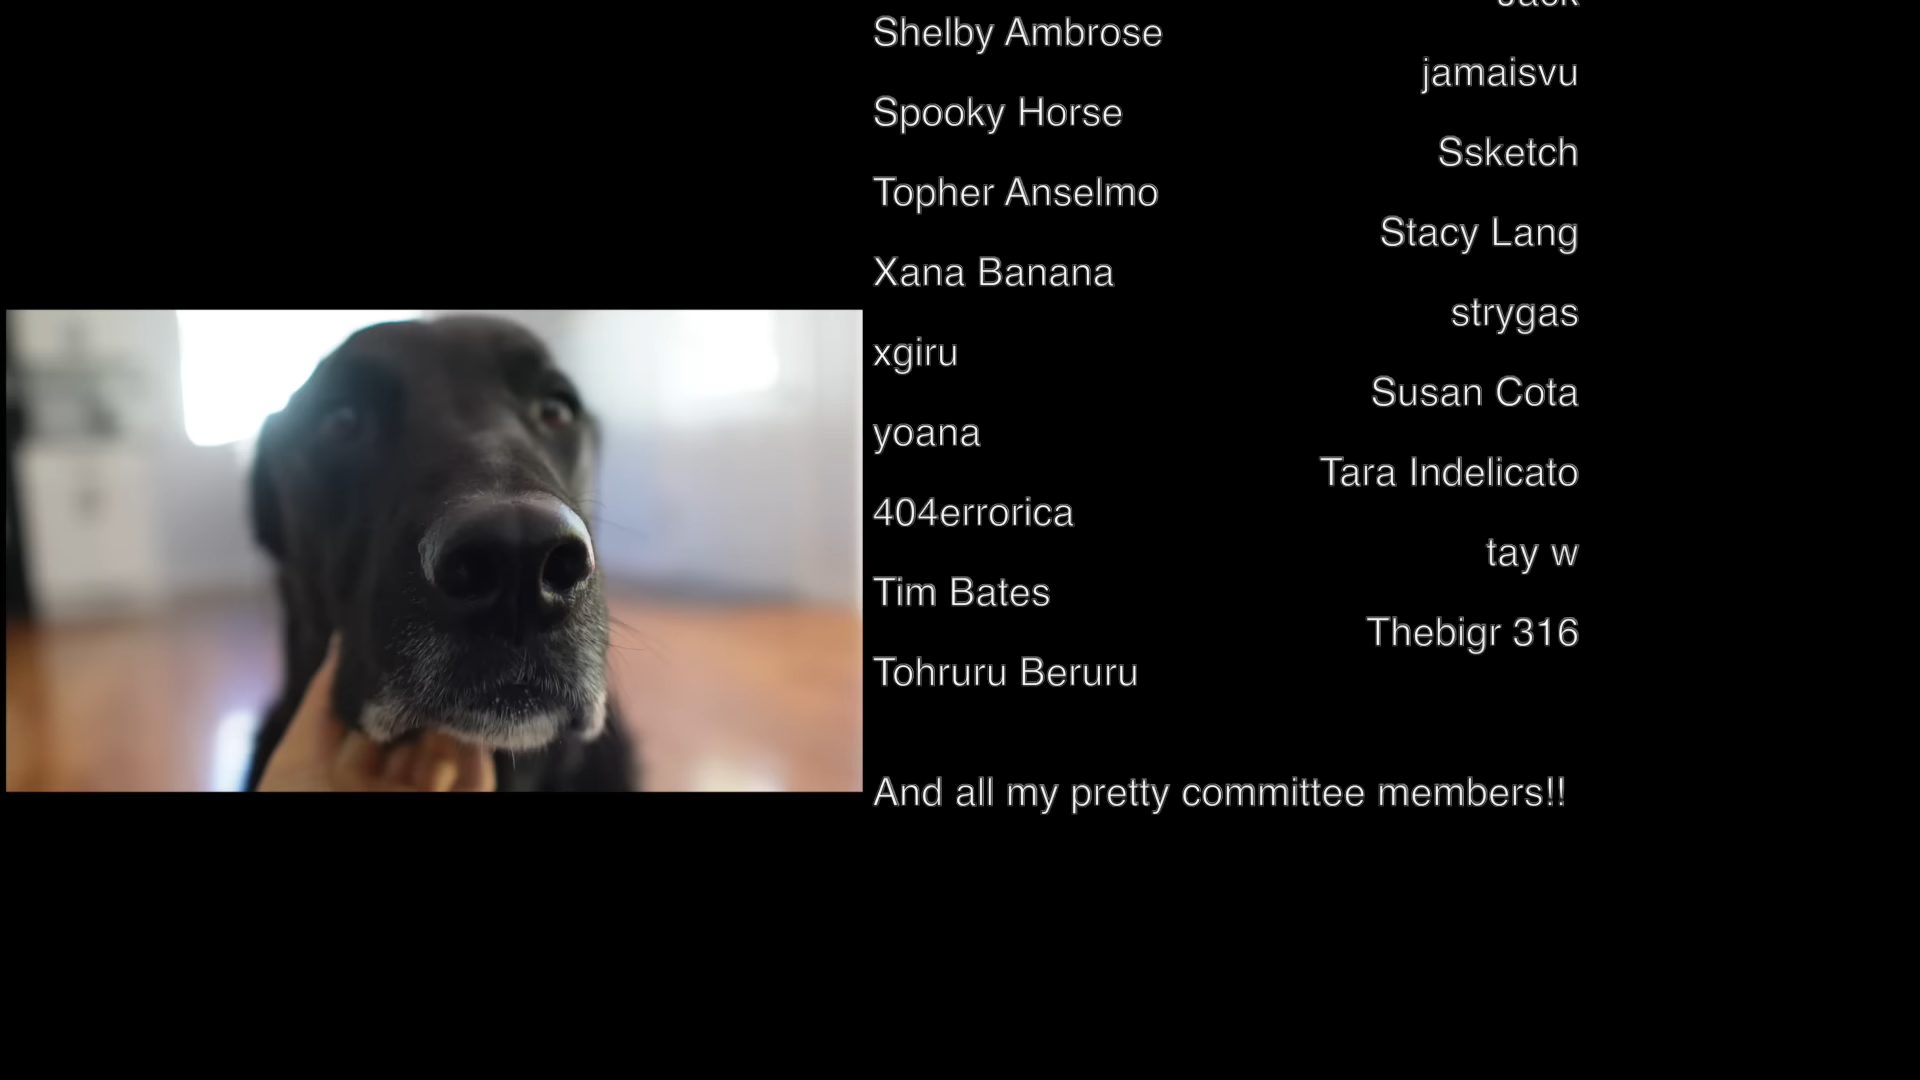 Shelby Ambrose
Spooky Horse
Topher Anselmo
Xana Banana
xgiru
yoana
404errorica
Tim Bates
Tohruru Beruru
jamaisvu
Ssketch
Stacy Lang
strygas
Susan Cota
Tara Indelicato
tay w
Thebigr 316
And all my pretty committee members!!